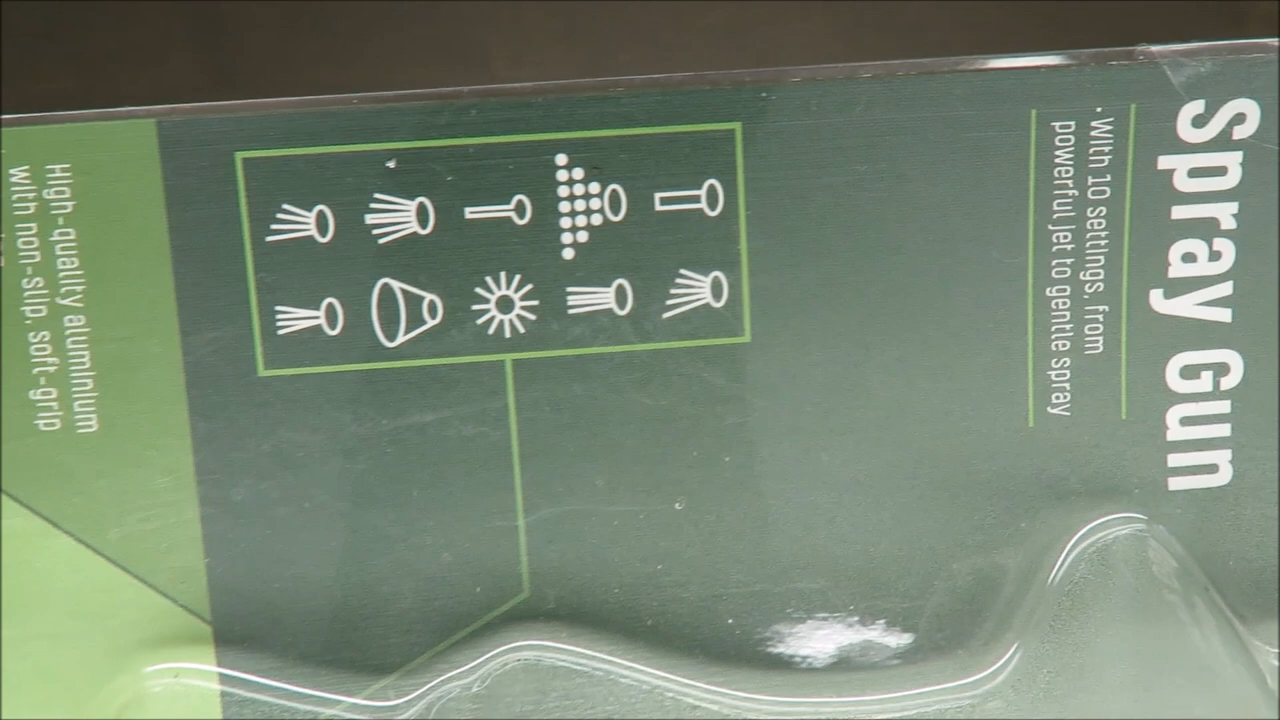 Spray Gun
• With 10 settings, from
powerful jet to gentle spray
High-quality aluminium
with non-slip, soft-grip